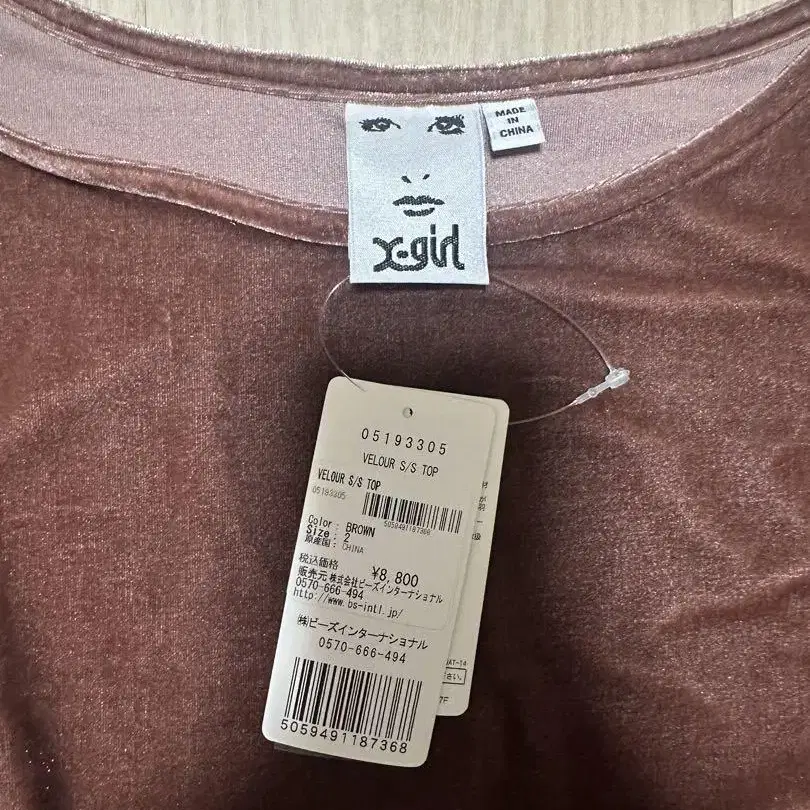 MADE
IN
CHINA
X-girl
05193305
VELOUR S/S TOP
VELOUR S/S TOP
05193305
5059491187368
Color: BROWN
Size: 2
原産国: CHINA
税込価格 ¥8,800
販売元 株式会社ビーズインターナショナル
0570-666-494
http://www.bs-intl.jp/
㈱ビーズインターナショナル
0570-666-494
5059491187368
さい。